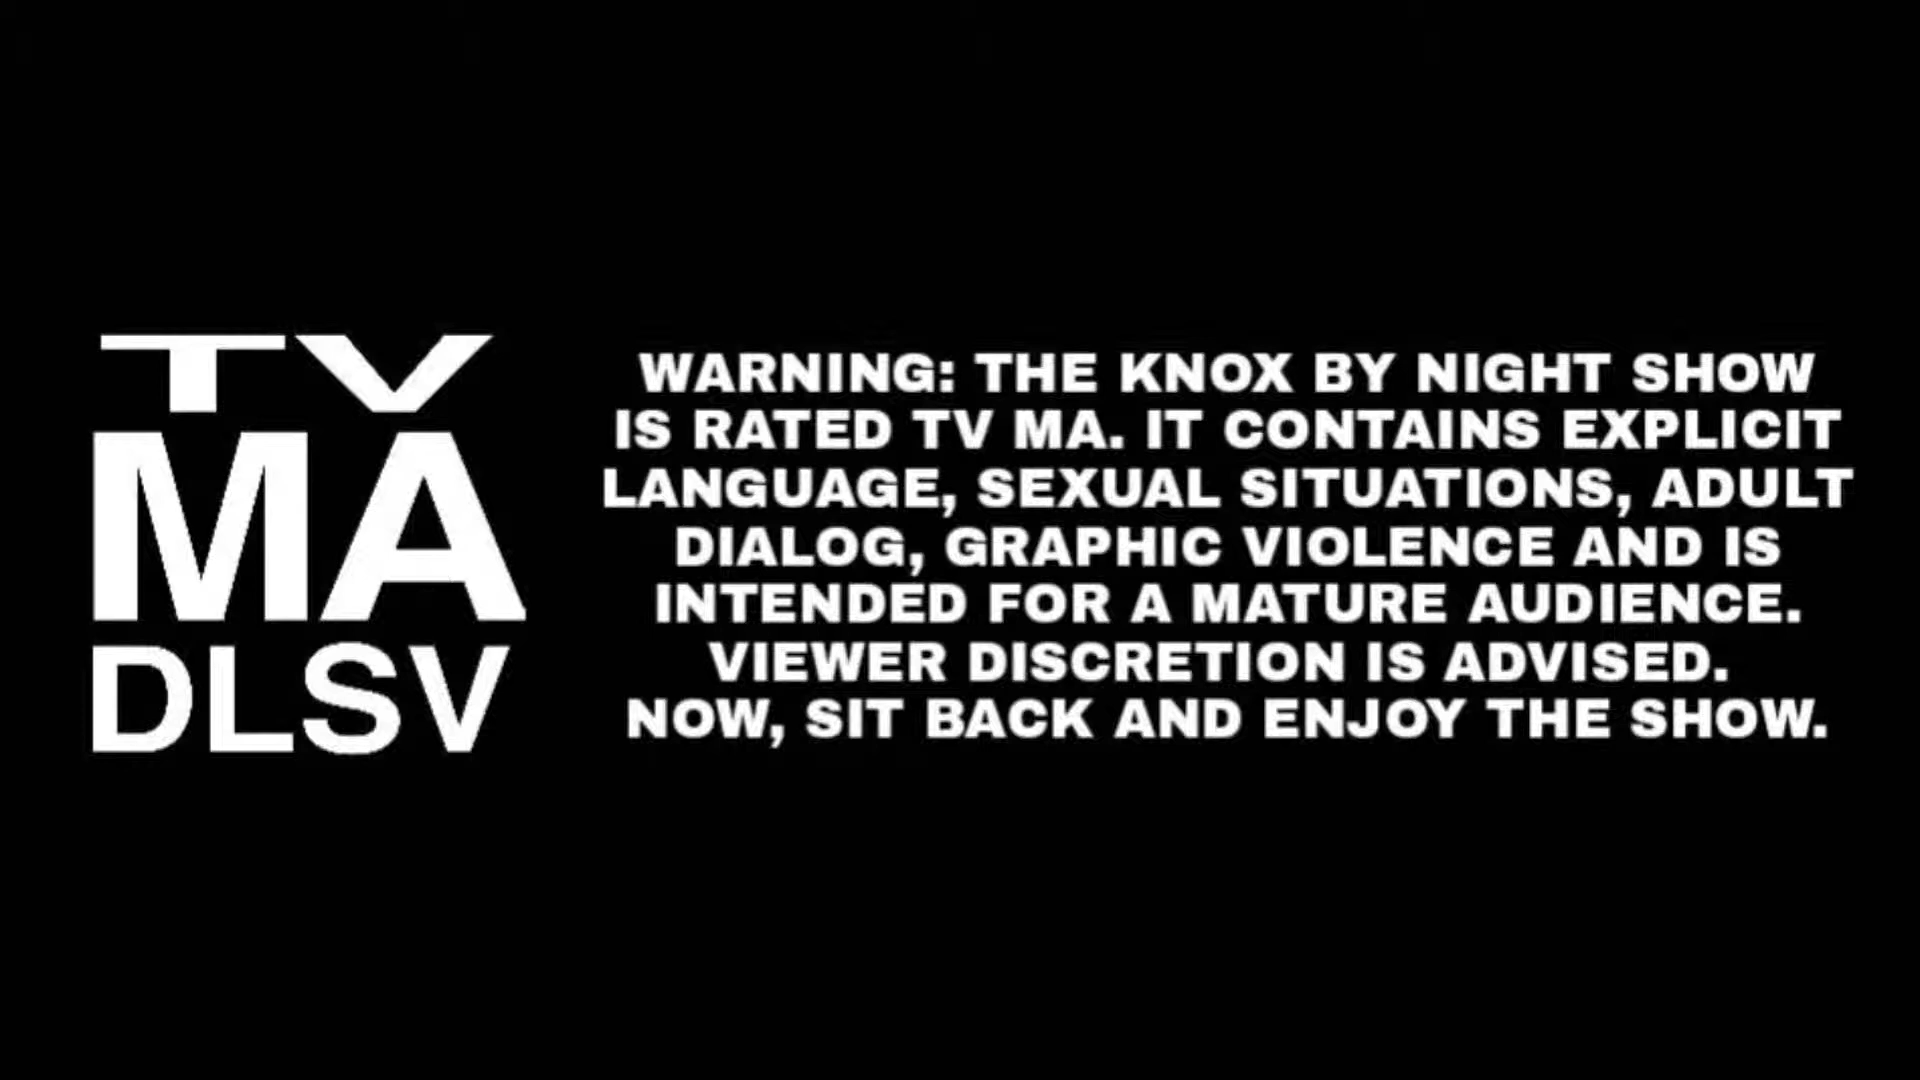 TV
MA
DLSV
WARNING: THE KNOX BY NIGHT SHOW
IS RATED TV MA. IT CONTAINS EXPLICIT
LANGUAGE, SEXUAL SITUATIONS, ADULT
DIALOG, GRAPHIC VIOLENCE AND IS
INTENDED FOR A MATURE AUDIENCE.
VIEWER DISCRETION IS ADVISED.
NOW, SIT BACK AND ENJOY THE SHOW.